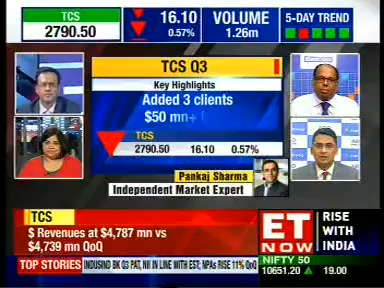 TCS
2790.50
16.10
0.57%
VOLUME
1.26m
5-DAY TREND
TCS Q3
Key Highlights
Added 3 clients
$50 mn+
TCS
2790.50 16.10 0.57%
Pankaj Sharma
Independent Market Expert
TCS
$ Revenues at $4,787 mn vs
$4,739 mn QoQ
ET
NOW
RISE
WITH
INDIA
TOP STORIES
INDUSIND BK Q3 PAT, NII IN LINE WITH EST; NPAs RISE 11% QoQ
NIFTY 50
10651.20 19.00